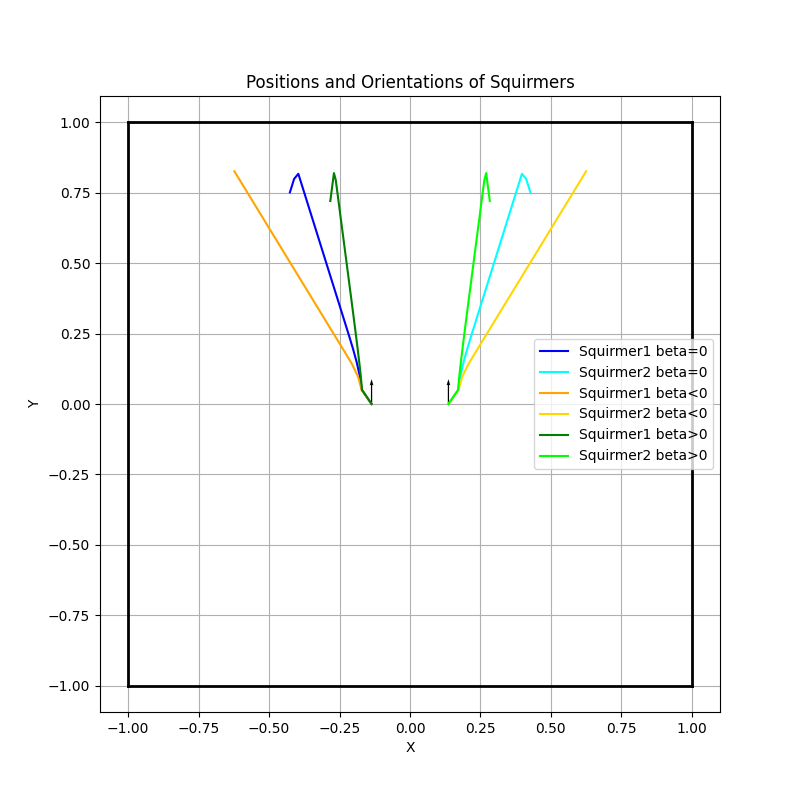 Positions and Orientations of Squirmers
1.00
0.75
0.50
0.25
0.00
−0.25
−0.50
−0.75
−1.00
Y
Squirmer1 beta=0
Squirmer2 beta=0
Squirmer1 beta<0
Squirmer2 beta<0
Squirmer1 beta>0
Squirmer2 beta>0
−1.00 −0.75 −0.50 −0.25 0.00 0.25 0.50 0.75 1.00
X